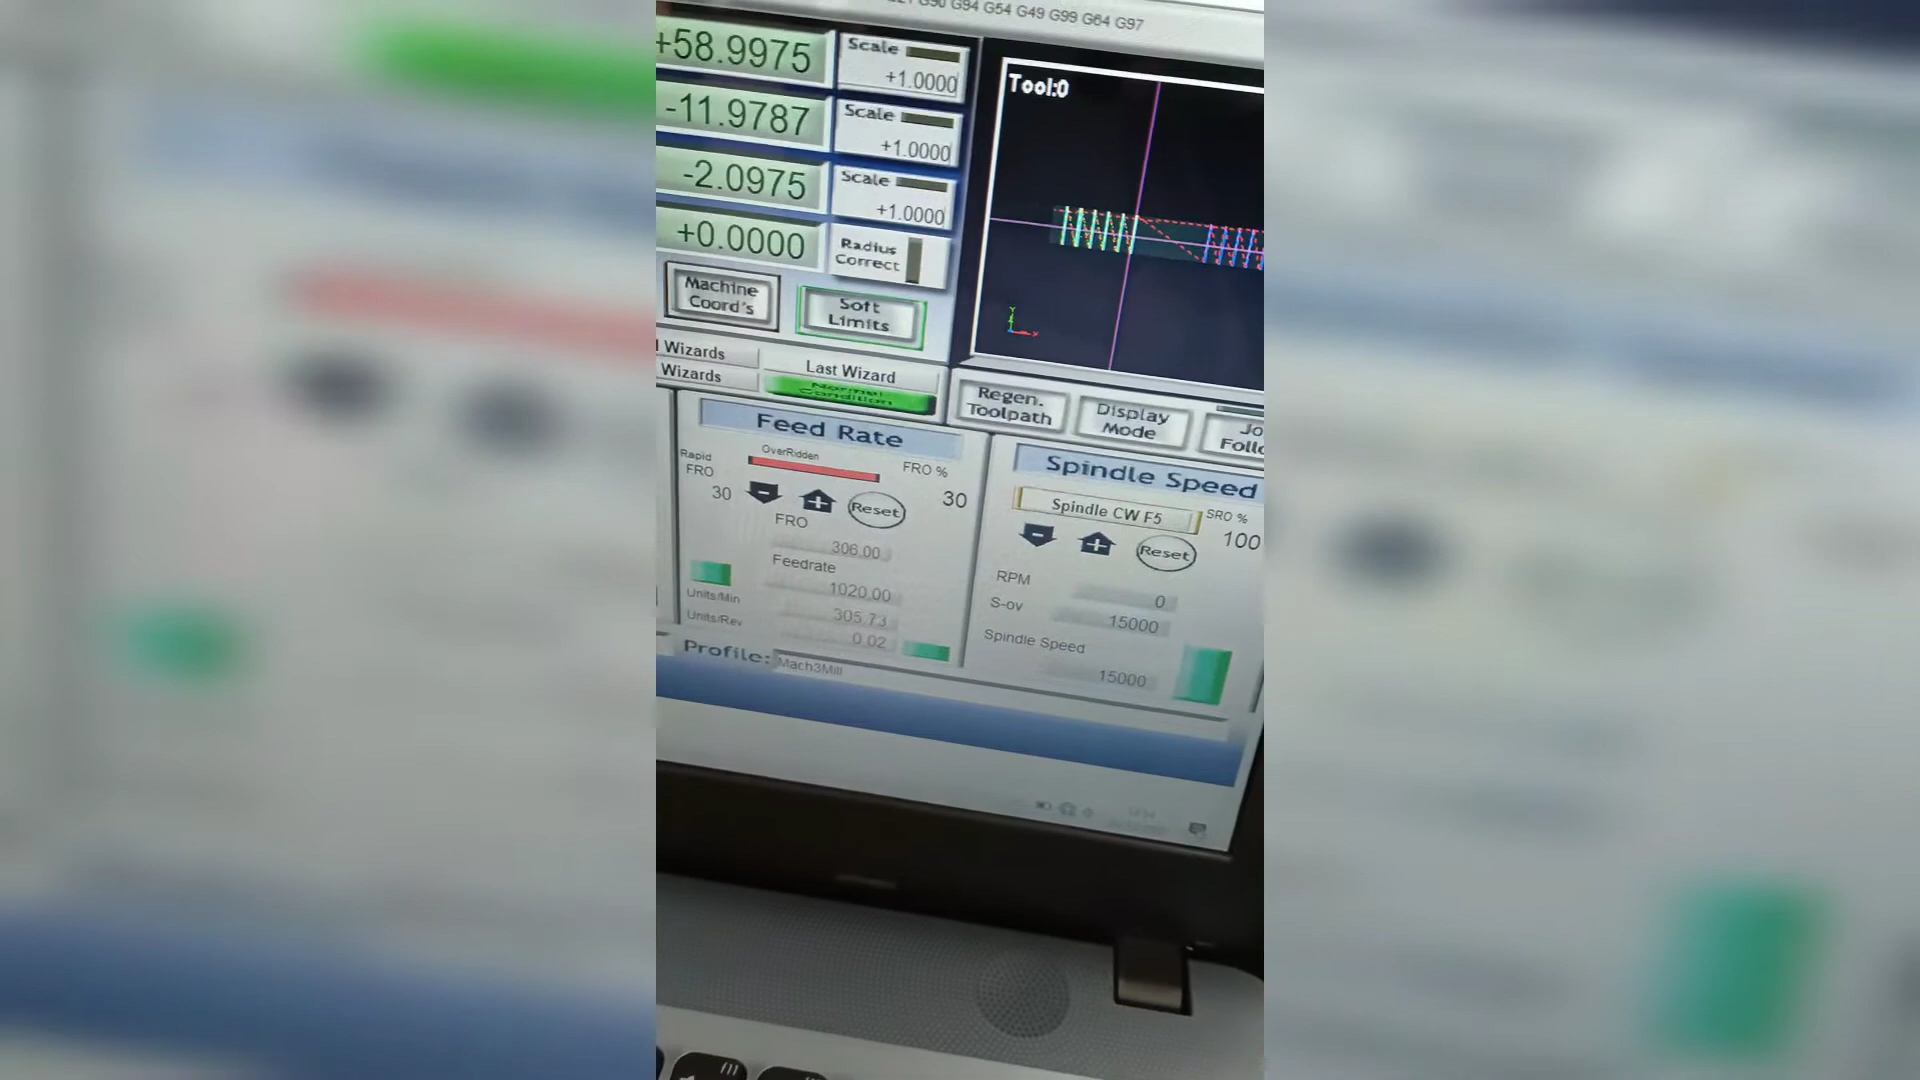 G90 G94 G54 G49 G99 G64 G97
+58.9975
Scale
+1.0000
-11.9787
Scale
+1.0000
-2.0975
Scale
+1.0000
+0.0000
Radius
Correct
Machine
Coord's
Soft
Limits
Tool:0
Wizards
Wizards
Last Wizard
Normal
Condition
Regen.
Toolpath
Display
Mode
Jo
Follo
Feed Rate
OverRidden
Rapid
FRO
FRO %
30
- + Reset
30
FRO
306.00
Feedrate
1020.00
Units/Min
305.73
Units/Rev
0.02
Spindle Speed
Spindle CW F5
SRO %
100
- + Reset
RPM
0
S-ov
15000
Spindle Speed
15000
Profile: Mach3Mill